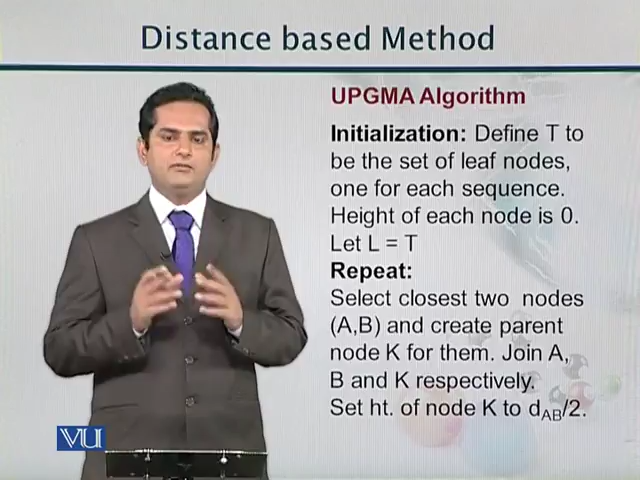 Distance based Method
UPGMA Algorithm
Initialization: Define T to
be the set of leaf nodes,
one for each sequence.
Height of each node is 0.
Let L = T
Repeat:
Select closest two nodes
(A,B) and create parent
node K for them. Join A,
B and K respectively.
Set ht. of node K to dAB/2.
VU